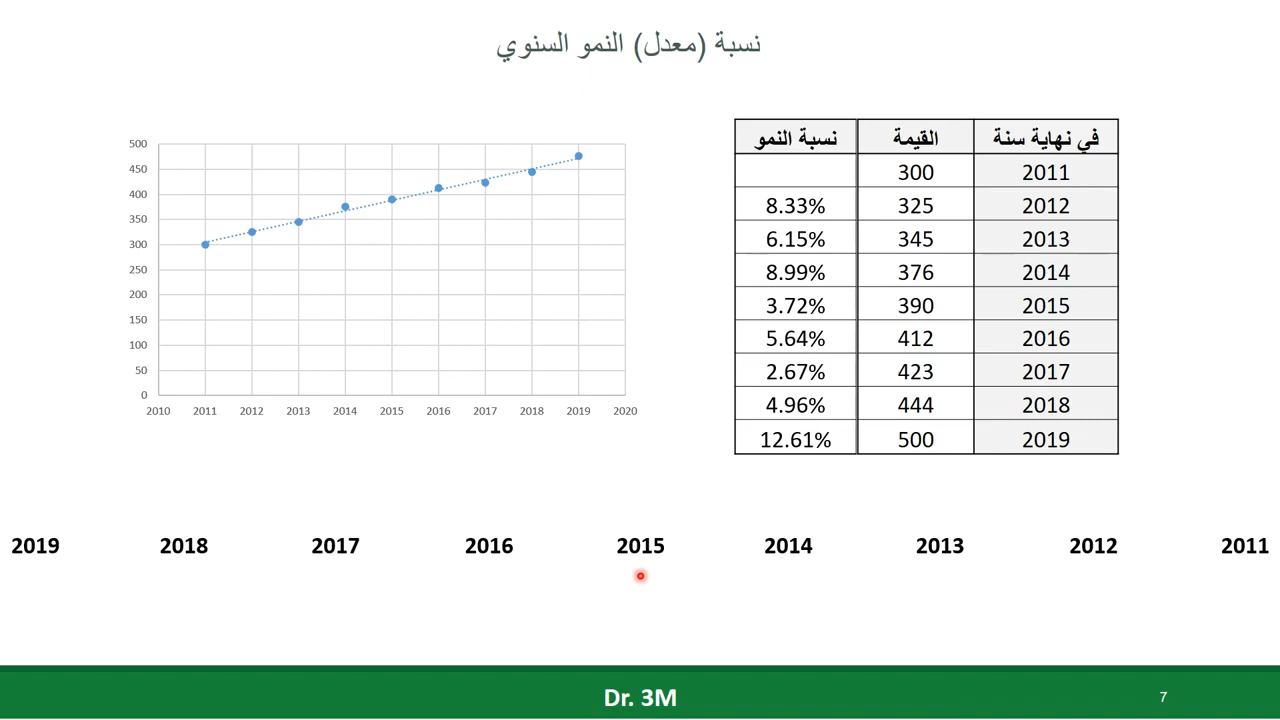 نسبة (معدل) النمو السنوي
في نهاية سنة القيمة نسبة النمو
2011 300
2012 325 8.33%
2013 345 6.15%
2014 376 8.99%
2015 390 3.72%
2016 412 5.64%
2017 423 2.67%
2018 444 4.96%
2019 500 12.61%
500
450
400
350
300
250
200
150
100
50
0
2010 2011 2012 2013 2014 2015 2016 2017 2018 2019 2020
2019 2018 2017 2016 2015 2014 2013 2012 2011
Dr. 3M
7